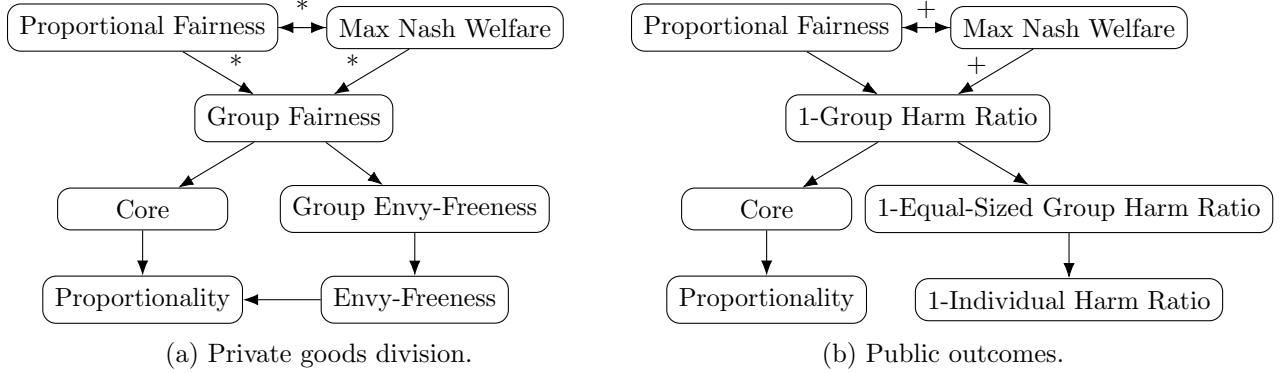 Proportional Fairness * Max Nash Welfare
* *
Group Fairness
Core Group Envy-Freeness
Proportionality Envy-Freeness
(a) Private goods division.
Proportional Fairness + Max Nash Welfare
+
1-Group Harm Ratio
Core 1-Equal-Sized Group Harm Ratio
Proportionality 1-Individual Harm Ratio
(b) Public outcomes.